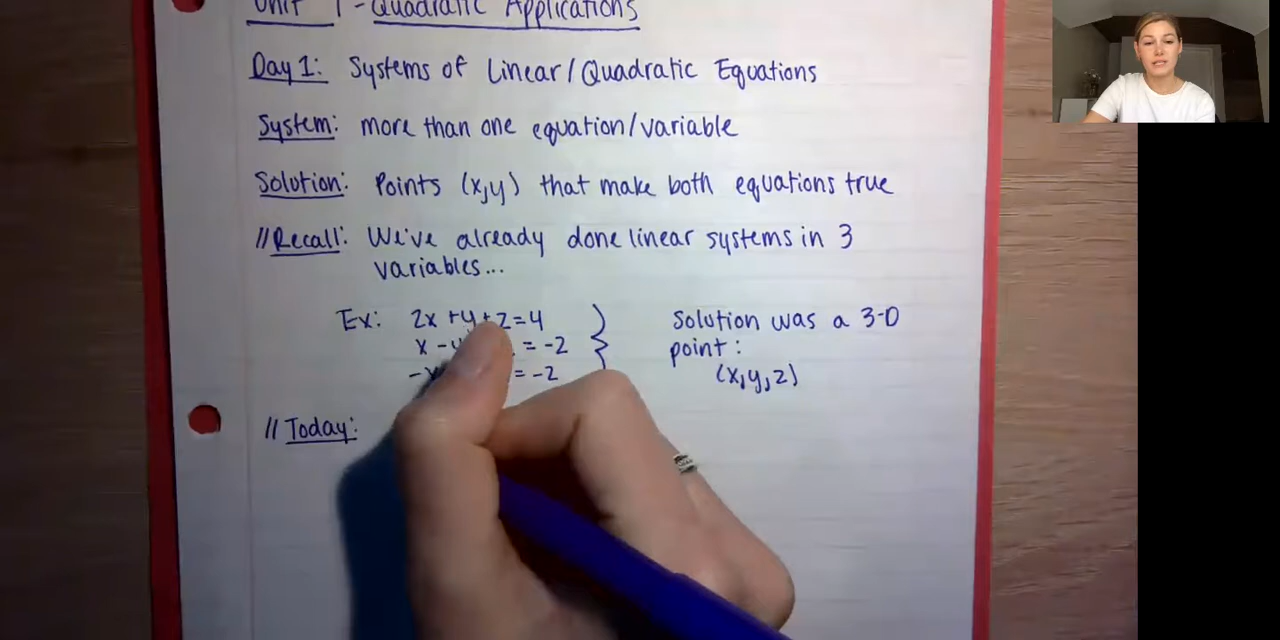 Unit 1 - Quadratic Applications
Day 1: Systems of Linear/Quadratic Equations
System: more than one equation/variable
Solution: Points (x,y) that make both equations true
// Recall: We've already done linear systems in 3
variables...
Ex: 2x +y+z=4
x - = -2
- = -2
Solution was a 3-D
point:
(x,y,z)
// Today: